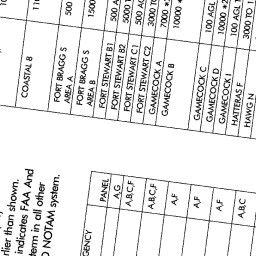 COASTAL B
FORT BRAGG S
AREA A
500
FORT BRAGG S
AREA B
1500
FORT STEWART B1
500 A
FORT STEWART B2
5000
FORT STEWART C1
500 A
FORT STEWART C2
3000 T
GAMECOCK A
7000 +
GAMECOCK B
10000 +
GAMECOCK C
100 AGL
GAMECOCK D
10000 +
HATTERAS F
100 AGL
HAWG N
3000 TO
rlier than shown.
indicates FAA And
term in all other
D NOTAM system.
PANEL
GENCY
A,G
A,B,C,F
A,B,C,F
A,F
A,F
A,F
A,F
A,B,C